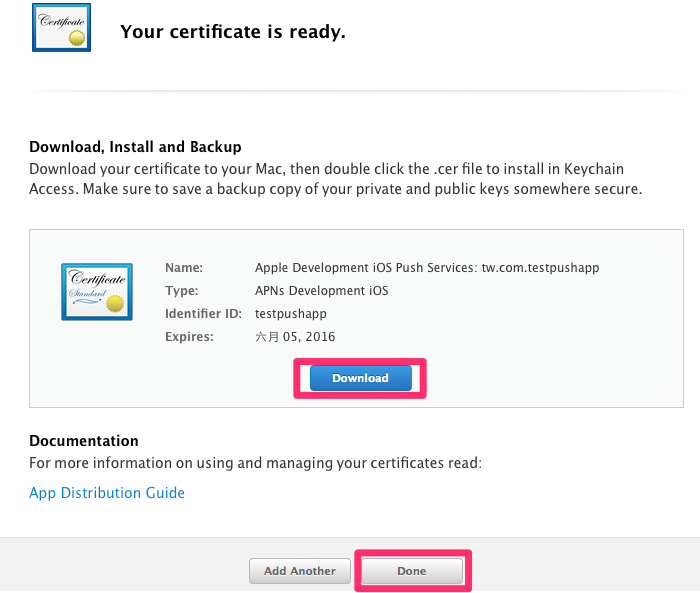 Certificate
Your certificate is ready.
Download, Install and Backup
Download your certificate to your Mac, then double click the .cer file to install in Keychain
Access. Make sure to save a backup copy of your private and public keys somewhere secure.
Certificate
Standard
Name: Apple Development iOS Push Services: tw.com.testpushapp
Type: APNs Development iOS
Identifier ID: testpushapp
Expires: 六月 05, 2016
Download
Documentation
For more information on using and managing your certificates read:
App Distribution Guide
Add Another Done